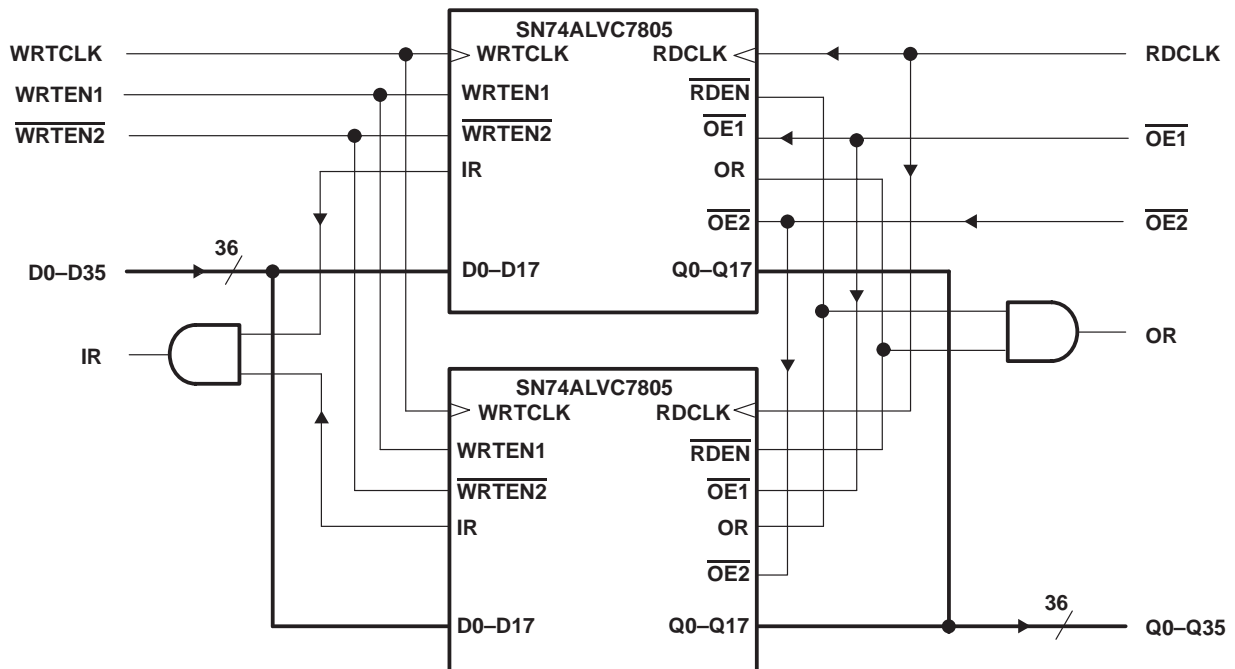 SN74ALVC7805
WRTCLK
WRTCLK
RDCLK
RDCLK
WRTEN1
WRTEN1
RDEN
WRTEN2
WRTEN2
OE1
OE1
IR
OR
OE2
OE2
36
D0–D35
D0–D17
Q0–Q17
IR
OR
SN74ALVC7805
WRTCLK
RDCLK
WRTEN1
RDEN
WRTEN2
OE1
IR
OR
OE2
36
D0–D17
Q0–Q17
Q0–Q35